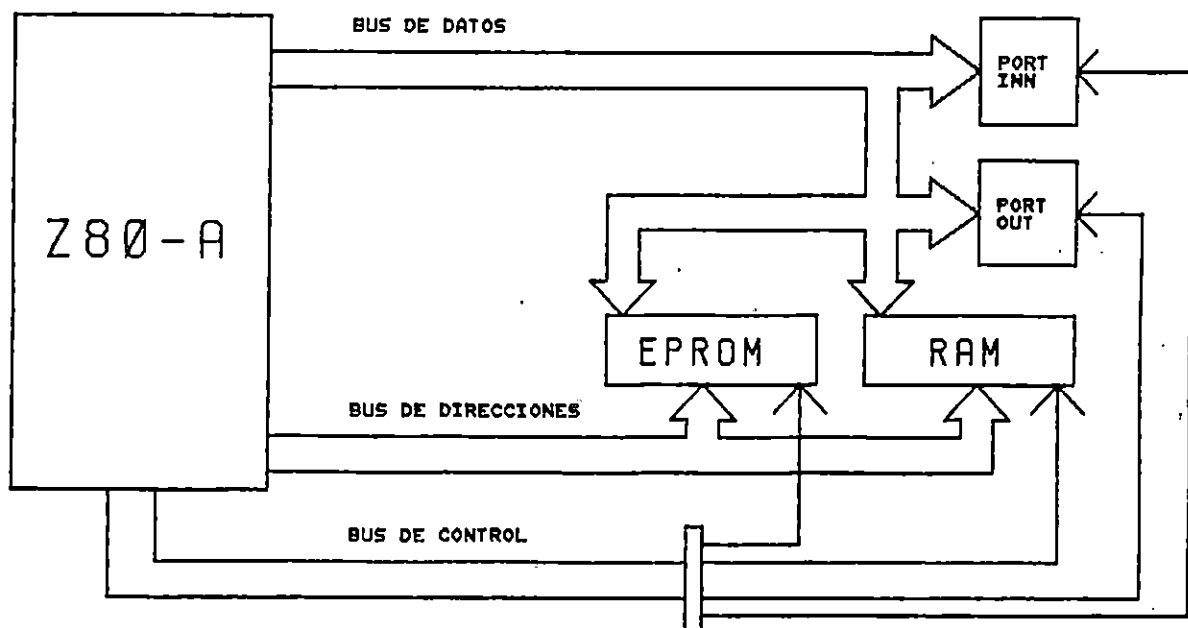 BUS DE DATOS
PORT
INN
Z80-A
PORT
OUT
EPROM
RAM
BUS DE DIRECCIONES
BUS DE CONTROL